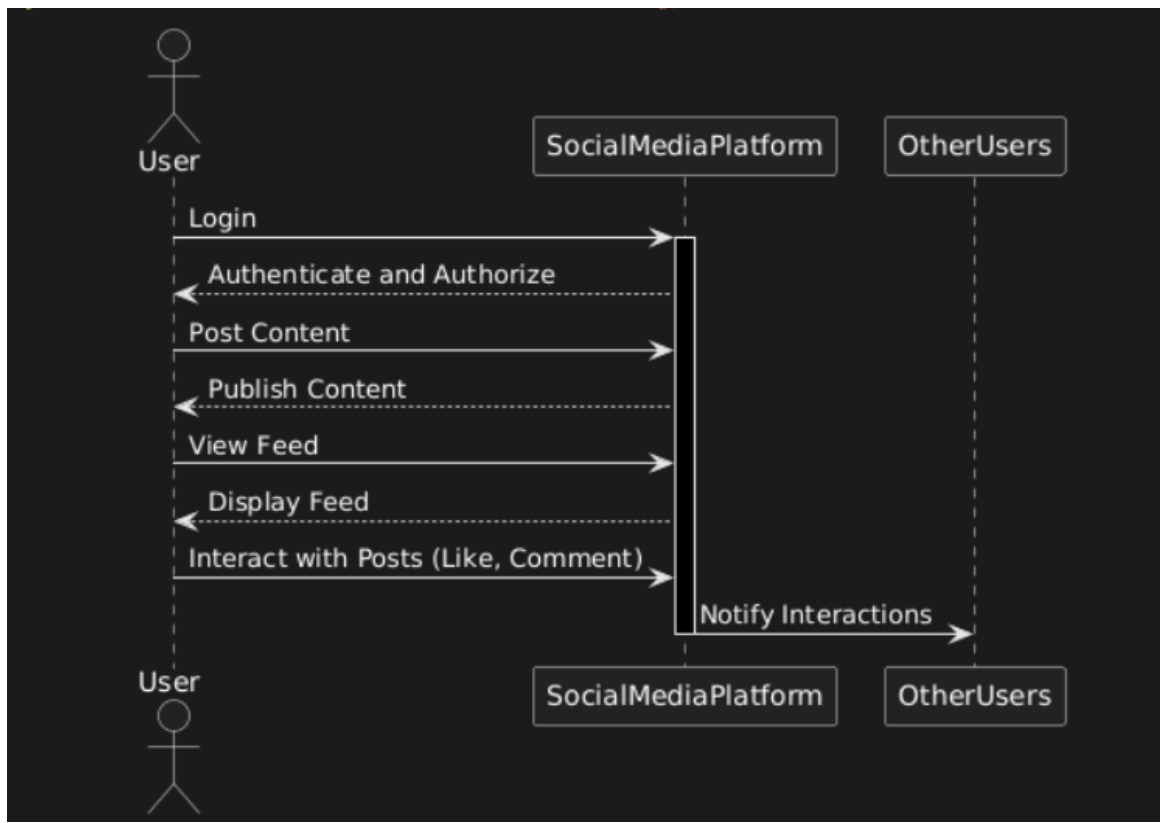 User
SocialMediaPlatform
OtherUsers
Login
Authenticate and Authorize
Post Content
Publish Content
View Feed
Display Feed
Interact with Posts (Like, Comment)
Notify Interactions
User
SocialMediaPlatform
OtherUsers